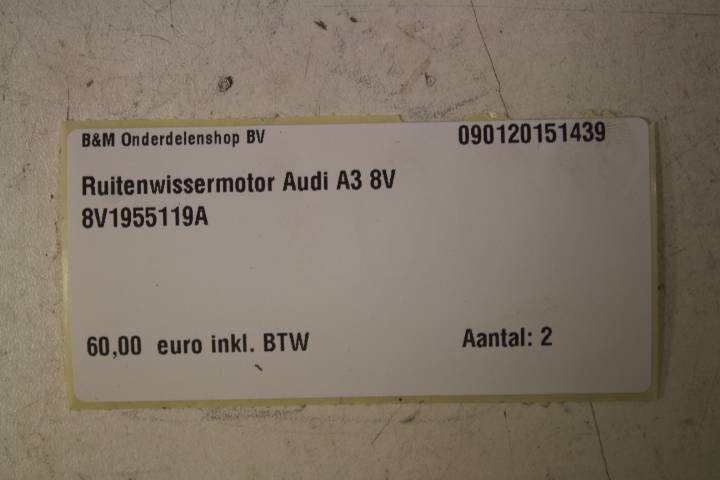 B&M Onderdelenshop BV 090120151439
Ruitenwissermotor Audi A3 8V
8V1955119A
60,00 euro inkl. BTW Aantal: 2